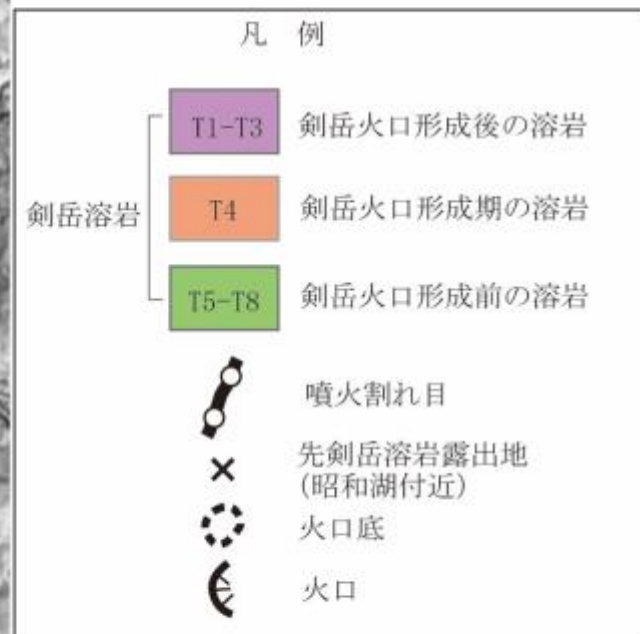 凡 例
T1-T3 剣岳火口形成後の溶岩
剣岳溶岩
T4 剣岳火口形成期の溶岩
T5-T8 剣岳火口形成前の溶岩
噴火割れ目
先剣岳溶岩露出地
(昭和湖付近)
火口底
火口